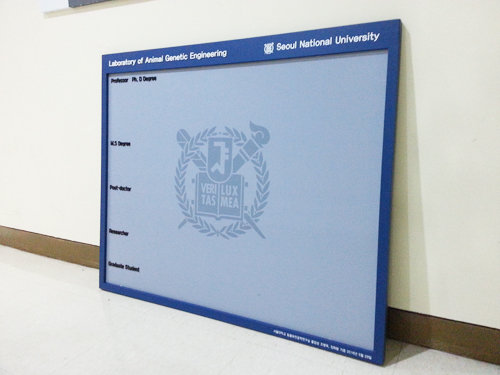 Laboratory of Animal Genetic Engineering
Seoul National University
Professor Ph. D Degree
M.S Degree
Post-doctor
Researcher
Graduate Student
VERI LUX
TAS MEA